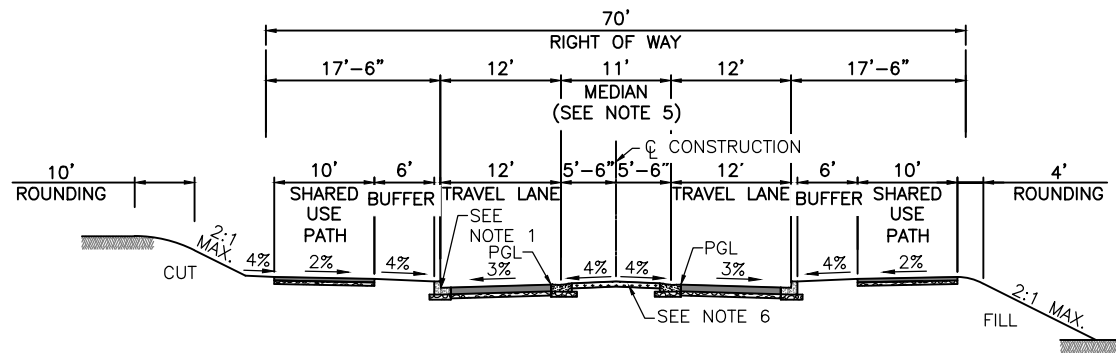 70'
RIGHT OF WAY
17'-6" 12' 11' 12' 17'-6"
MEDIAN
(SEE NOTE 5)
℄ CONSTRUCTION
10' 10' 6' 12' 5'-6" 5'-6" 12' 6' 10' 4'
ROUNDING SHARED USE PATH BUFFER TRAVEL LANE TRAVEL LANE BUFFER SHARED USE PATH ROUNDING
SEE NOTE 1
PGL PGL
2:1 MAX.
CUT
4% 2% 4% 3% 4% 4% 3% 4% 2%
2:1 MAX.
FILL
SEE NOTE 6